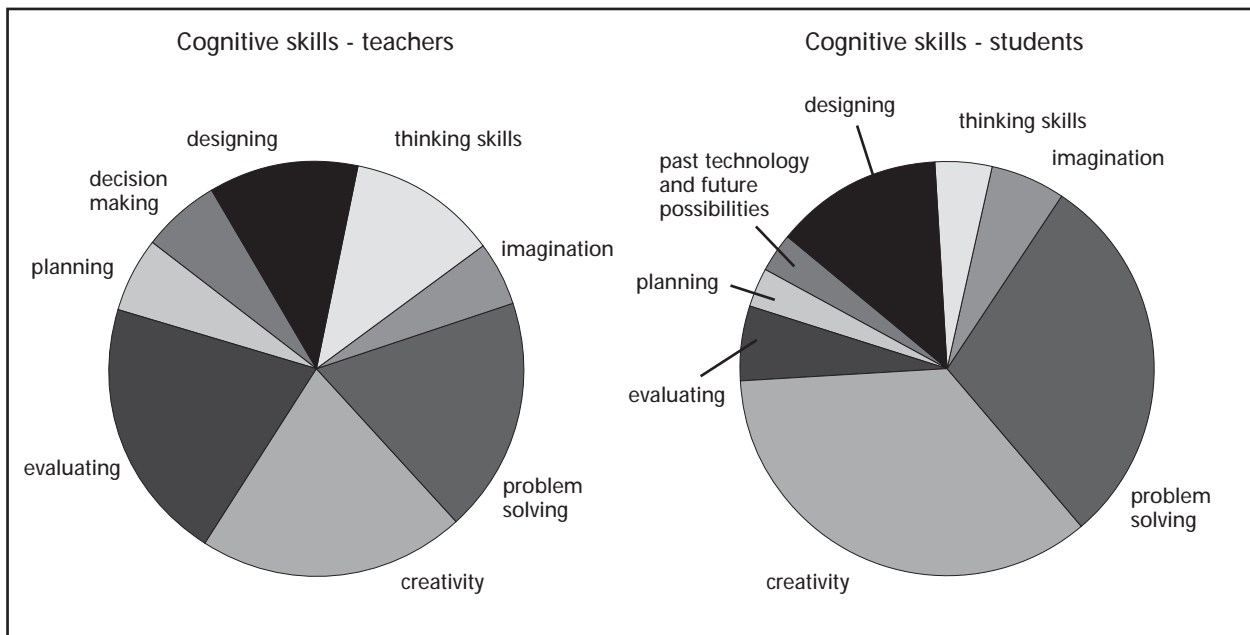 Cognitive skills - teachers
designing
thinking skills
decision
making
imagination
planning
evaluating
problem
solving
creativity
Cognitive skills - students
designing
thinking skills
imagination
past technology
and future
possibilities
planning
evaluating
problem
solving
creativity